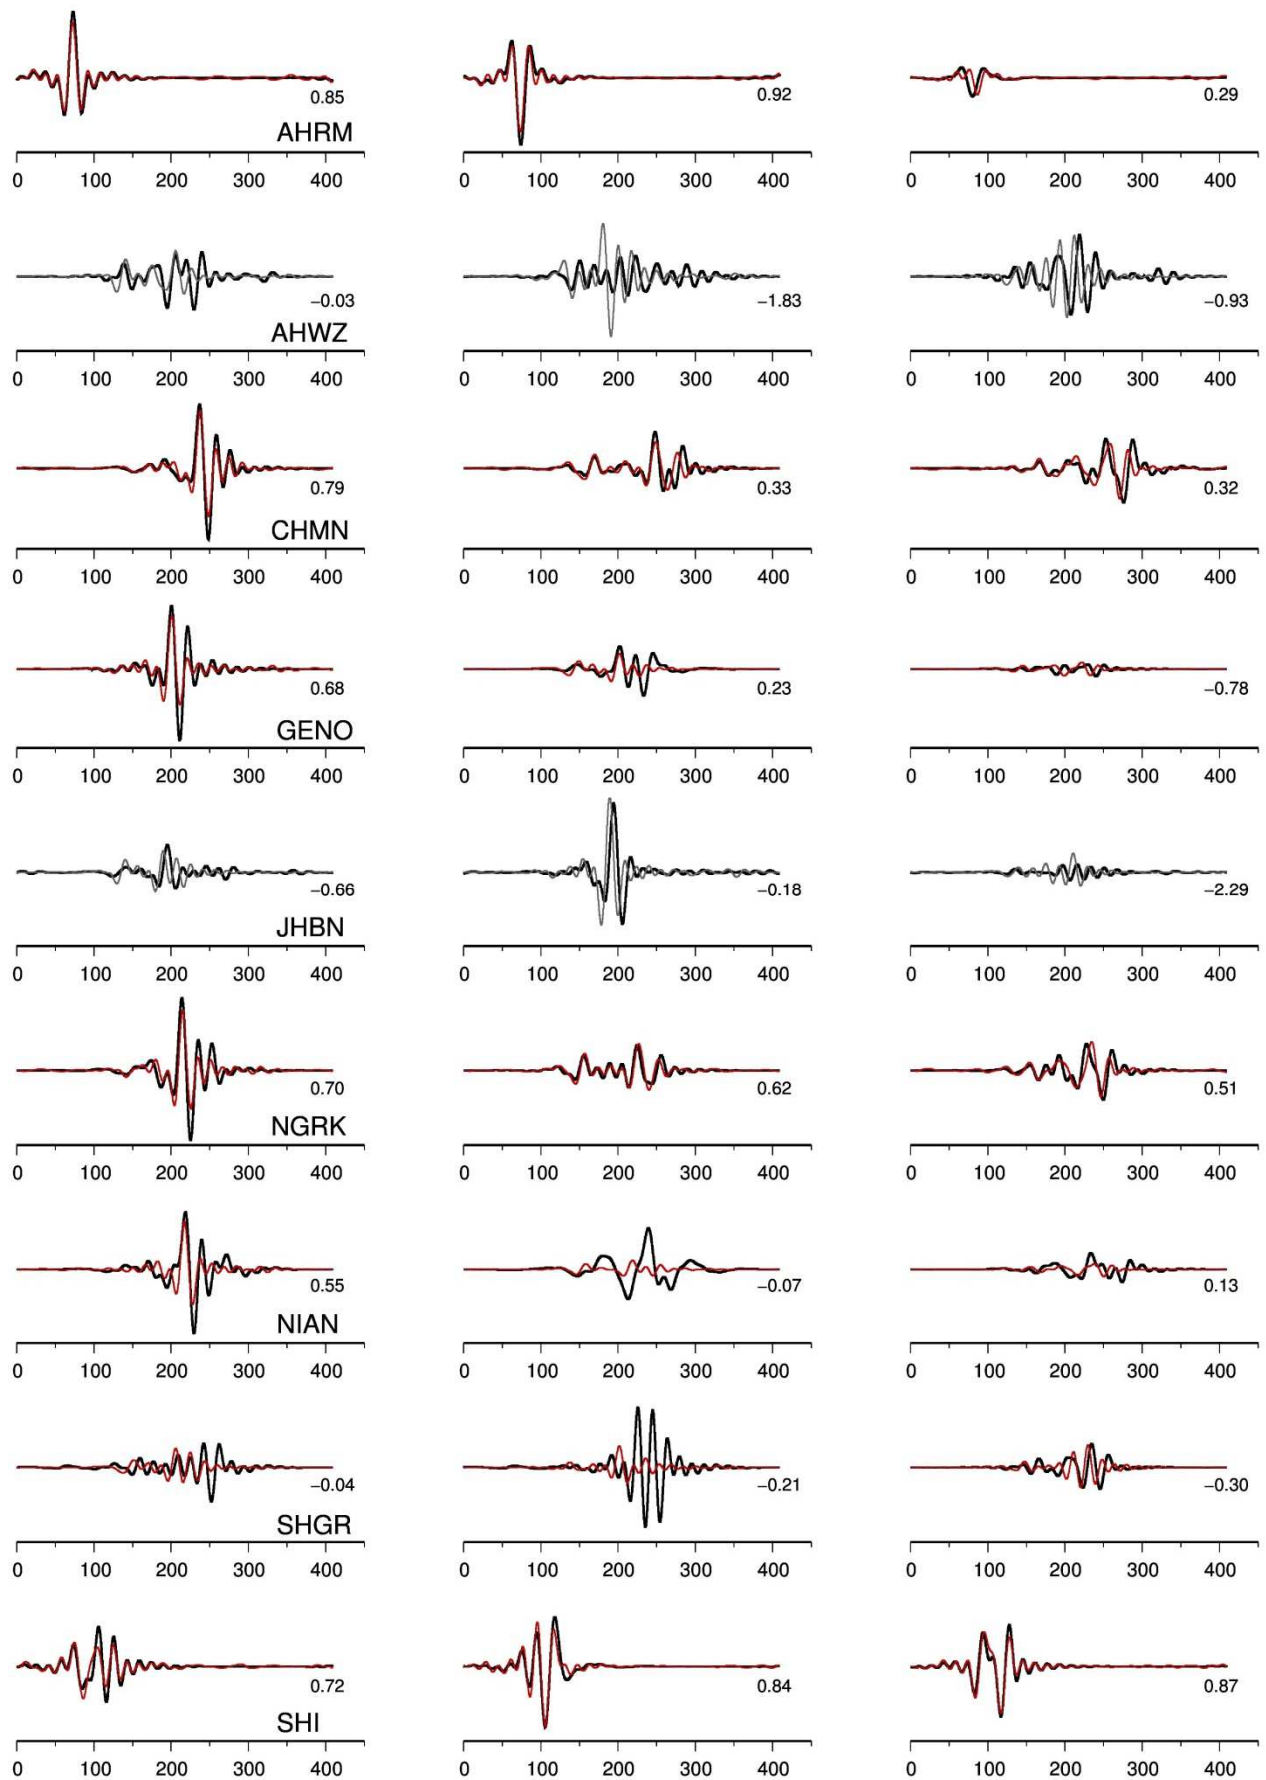 0.85 0.92 0.29
AHRM
0 100 200 300 400 0 100 200 300 400 0 100 200 300 400
−0.03 −1.83 −0.93
AHWZ
0 100 200 300 400 0 100 200 300 400 0 100 200 300 400
0.79 0.33 0.32
CHMN
0 100 200 300 400 0 100 200 300 400 0 100 200 300 400
0.68 0.23 −0.78
GENO
0 100 200 300 400 0 100 200 300 400 0 100 200 300 400
−0.66 −0.18 −2.29
JHBN
0 100 200 300 400 0 100 200 300 400 0 100 200 300 400
0.70 0.62 0.51
NGRK
0 100 200 300 400 0 100 200 300 400 0 100 200 300 400
0.55 −0.07 0.13
NIAN
0 100 200 300 400 0 100 200 300 400 0 100 200 300 400
−0.04 −0.21 −0.30
SHGR
0 100 200 300 400 0 100 200 300 400 0 100 200 300 400
0.72 0.84 0.87
SHI
0 100 200 300 400 0 100 200 300 400 0 100 200 300 400